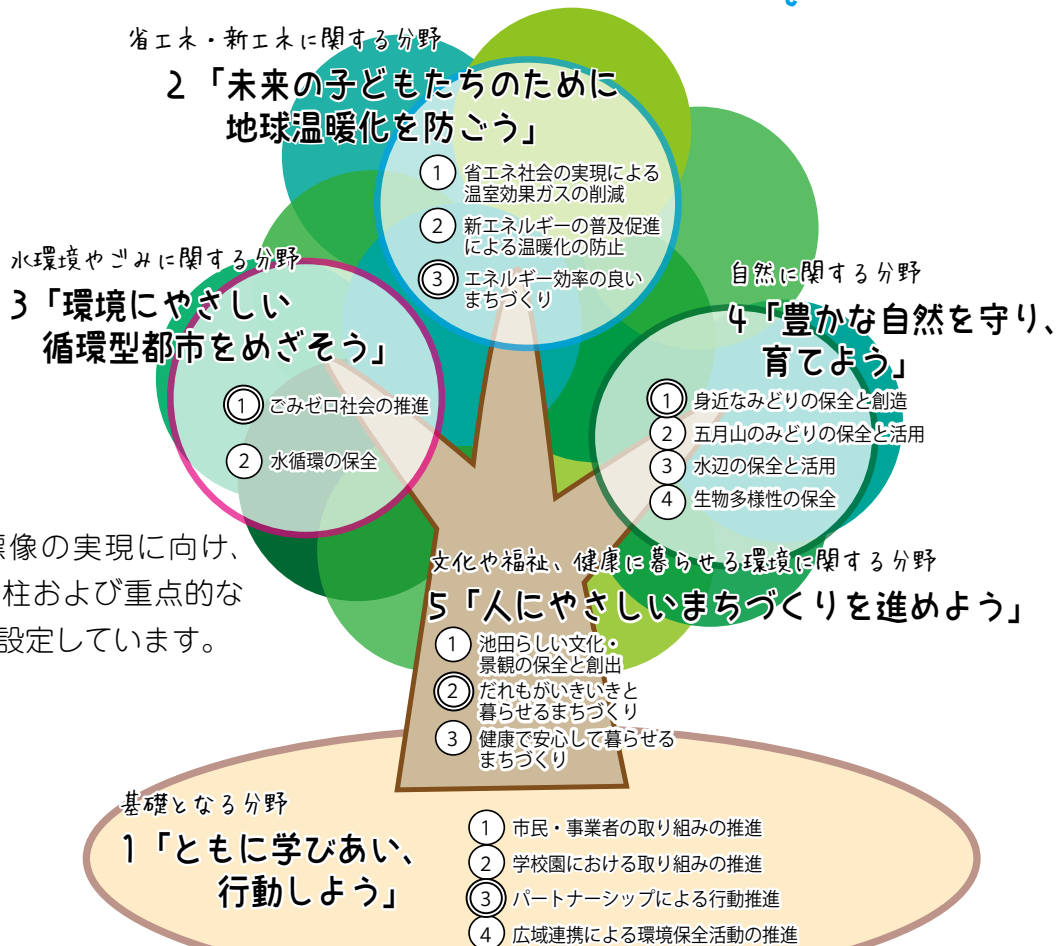 省エネ・新エネに関する分野
2「未来の子どもたちのために
地球温暖化を防ごう」
① 省エネ社会の実現による
温室効果ガスの削減
② 新エネルギーの普及促進
による温暖化の防止
③ エネルギー効率の良い
まちづくり
水環境やごみに関する分野
3「環境にやさしい
循環型都市をめざそう」
① ごみゼロ社会の推進
② 水循環の保全
自然に関する分野
4「豊かな自然を守り、
育てよう」
① 身近なみどりの保全と創造
② 五月山のみどりの保全と活用
③ 水辺の保全と活用
④ 生物多様性の保全
標像の実現に向け、
柱および重点的な
設定しています。
文化や福祉、健康に暮らせる環境に関する分野
5「人にやさしいまちづくりを進めよう」
① 池田らしい文化・
景観の保全と創出
② だれもがいきいきと
暮らせるまちづくり
③ 健康で安心して暮らせる
まちづくり
基礎となる分野
1「ともに学びあい、
行動しよう」
① 市民・事業者の取り組みの推進
② 学校園における取り組みの推進
③ パートナーシップによる行動推進
④ 広域連携による環境保全活動の推進